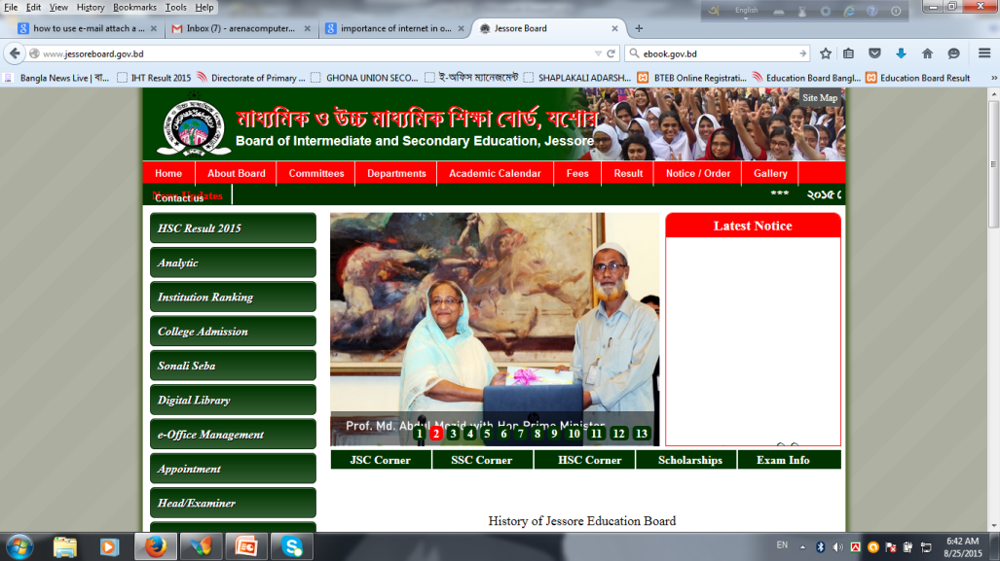 File Edit View History Bookmarks Tools Help
English
how to use e-mail attach a ...
Inbox (7) - arenacomputer...
importance of internet in o...
Jessore Board
www.jessoreboard.gov.bd
ebook.gov.bd
Bangla News Live | বা...
IHT Result 2015
Directorate of Primary ...
GHONA UNION SECO...
ই-অফিস ম্যানেজমেন্ট
SHAPLAKALI ADARSH...
BTEB Online Registrati...
Education Board Bangl...
Education Board Result
Site Map
মাধ্যমিক ও উচ্চ মাধ্যমিক শিক্ষা বোর্ড, যশোর
Board of Intermediate and Secondary Education, Jessore
Home About Board Committees Departments Academic Calendar Fees Result Notice / Order Gallery
Contact us
News Updates
*** ২০১৫
HSC Result 2015
Analytic
Institution Ranking
College Admission
Sonali Seba
Digital Library
e-Office Management
Appointment
Head/Examiner
Prof. Md. Abdul Mozid with Hon Prime Minister
1 2 3 4 5 6 7 8 9 10 11 12 13
Latest Notice
JSC Corner SSC Corner HSC Corner Scholarships Exam Info
History of Jessore Education Board
EN
6:42 AM
8/25/2015